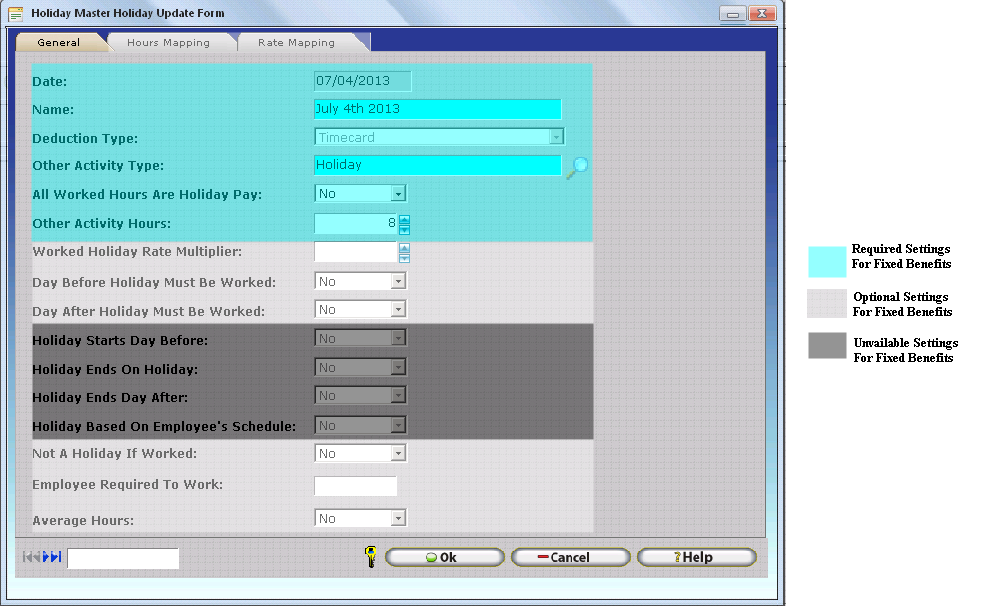 Holiday Master Holiday Update Form
General Hours Mapping Rate Mapping
Date: 07/04/2013
Name: July 4th 2013
Deduction Type: Timecard
Other Activity Type: Holiday
All Worked Hours Are Holiday Pay: No
Other Activity Hours: 8
Worked Holiday Rate Multiplier:
Day Before Holiday Must Be Worked: No
Day After Holiday Must Be Worked: No
Holiday Starts Day Before: No
Holiday Ends On Holiday: No
Holiday Ends Day After: No
Holiday Based On Employee's Schedule: No
Not A Holiday If Worked: No
Employee Required To Work:
Average Hours: No
Ok Cancel ?Help
Required Settings
For Fixed Benefits
Optional Settings
For Fixed Benefits
Unvailable Settings
For Fixed Benefits